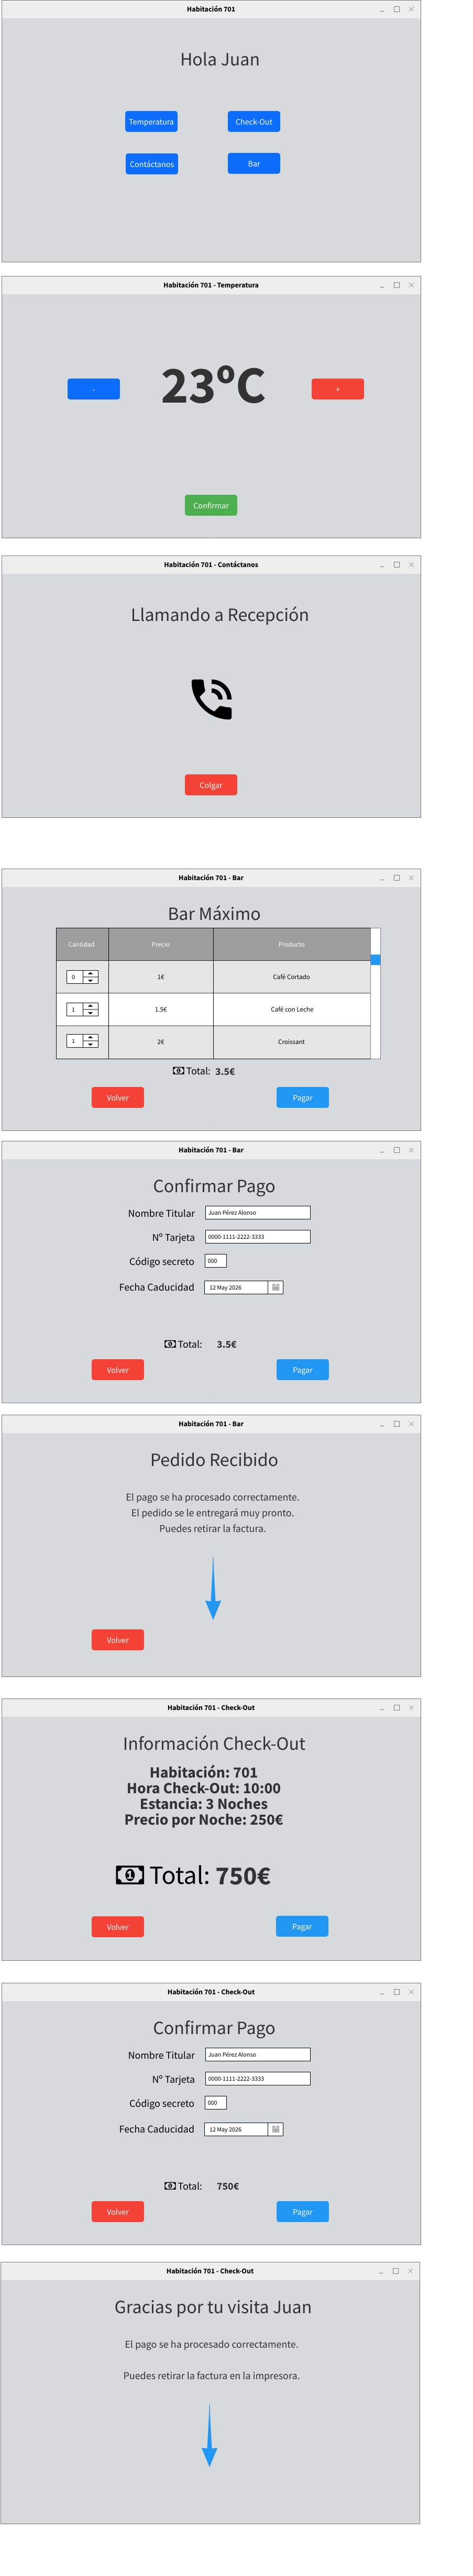 Habitación 701
Hola Juan
Temperatura
Check-Out
Contáctanos
Bar
Habitación 701 - Temperatura
-
23ºC
+
Confirmar
Habitación 701 - Contáctanos
Llamando a Recepción
Colgar
Habitación 701 - Bar
Bar Máximo
Cantidad Precio Producto
0 1€ Café Cortado
1 1.5€ Café con Leche
1 2€ Croissant
Total: 3.5€
Volver Pagar
Habitación 701 - Bar
Confirmar Pago
Nombre Titular Juan Pérez Alonso
Nº Tarjeta 0000-1111-2222-3333
Código secreto 000
Fecha Caducidad 12 May 2026
Total: 3.5€
Volver Pagar
Habitación 701 - Bar
Pedido Recibido
El pago se ha procesado correctamente.
El pedido se le entregará muy pronto.
Puedes retirar la factura.
Volver
Habitación 701 - Check-Out
Información Check-Out
Habitación: 701
Hora Check-Out: 10:00
Estancia: 3 Noches
Precio por Noche: 250€
Total: 750€
Volver Pagar
Habitación 701 - Check-Out
Confirmar Pago
Nombre Titular Juan Pérez Alonso
Nº Tarjeta 0000-1111-2222-3333
Código secreto 000
Fecha Caducidad 12 May 2026
Total: 750€
Volver Pagar
Habitación 701 - Check-Out
Gracias por tu visita Juan
El pago se ha procesado correctamente.
Puedes retirar la factura en la impresora.